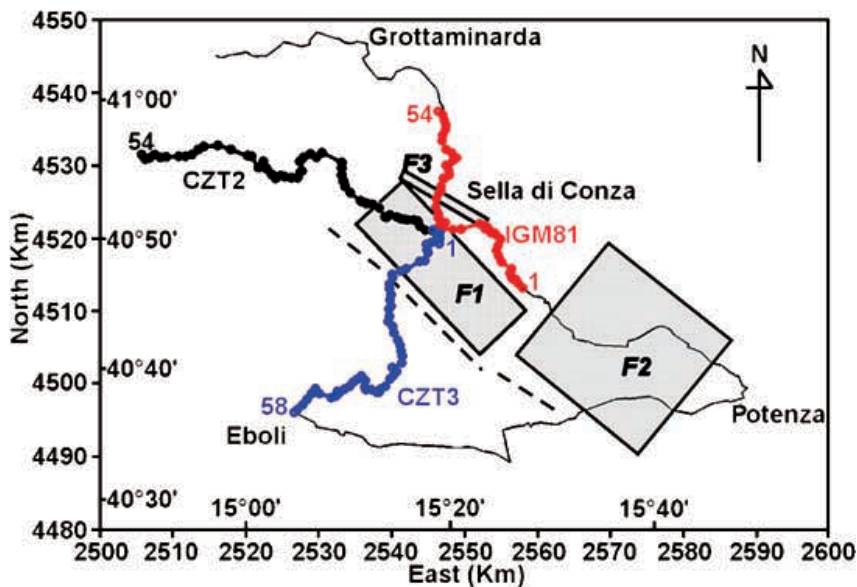 4550
4540
4530
4520
4510
4500
4490
4480
North (Km)
41°00'
40°50'
40°40'
40°30'
Grottaminarda
N
54
54
CZT2
F3
Sella di Conza
IGM81
1
1
F1
F2
58
CZT3
Eboli
Potenza
15°00'
15°20'
15°40'
2500 2510 2520 2530 2540 2550 2560 2570 2580 2590 2600
East (Km)